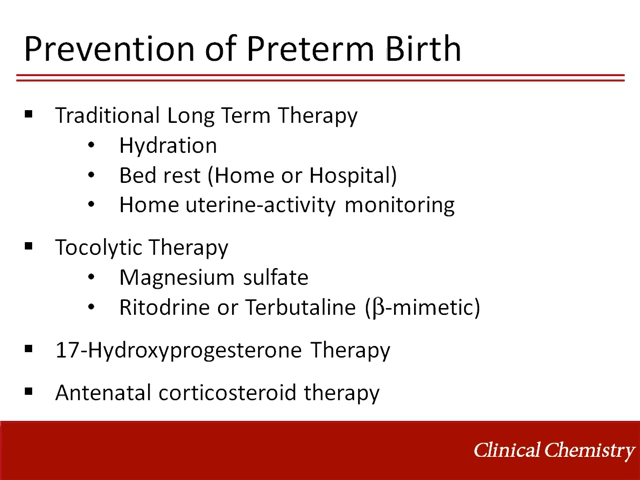 Prevention of Preterm Birth
▪ Traditional Long Term Therapy
• Hydration
• Bed rest (Home or Hospital)
• Home uterine-activity monitoring
▪ Tocolytic Therapy
• Magnesium sulfate
• Ritodrine or Terbutaline (β-mimetic)
▪ 17-Hydroxyprogesterone Therapy
▪ Antenatal corticosteroid therapy
Clinical Chemistry